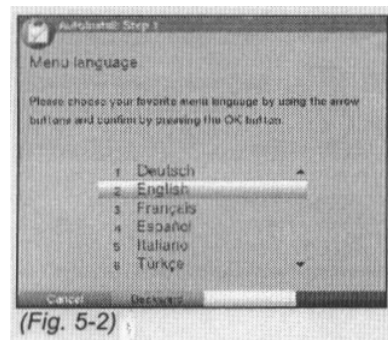 AutoInstall: Step 1
Menu language
Please choose your favorite menu language by using the arrow
buttons and confirm by pressing the OK button.
1 Deutsch
2 English
3 Français
4 Español
5 Italiano
6 Türkçe
Cancel Backward
(Fig. 5-2)